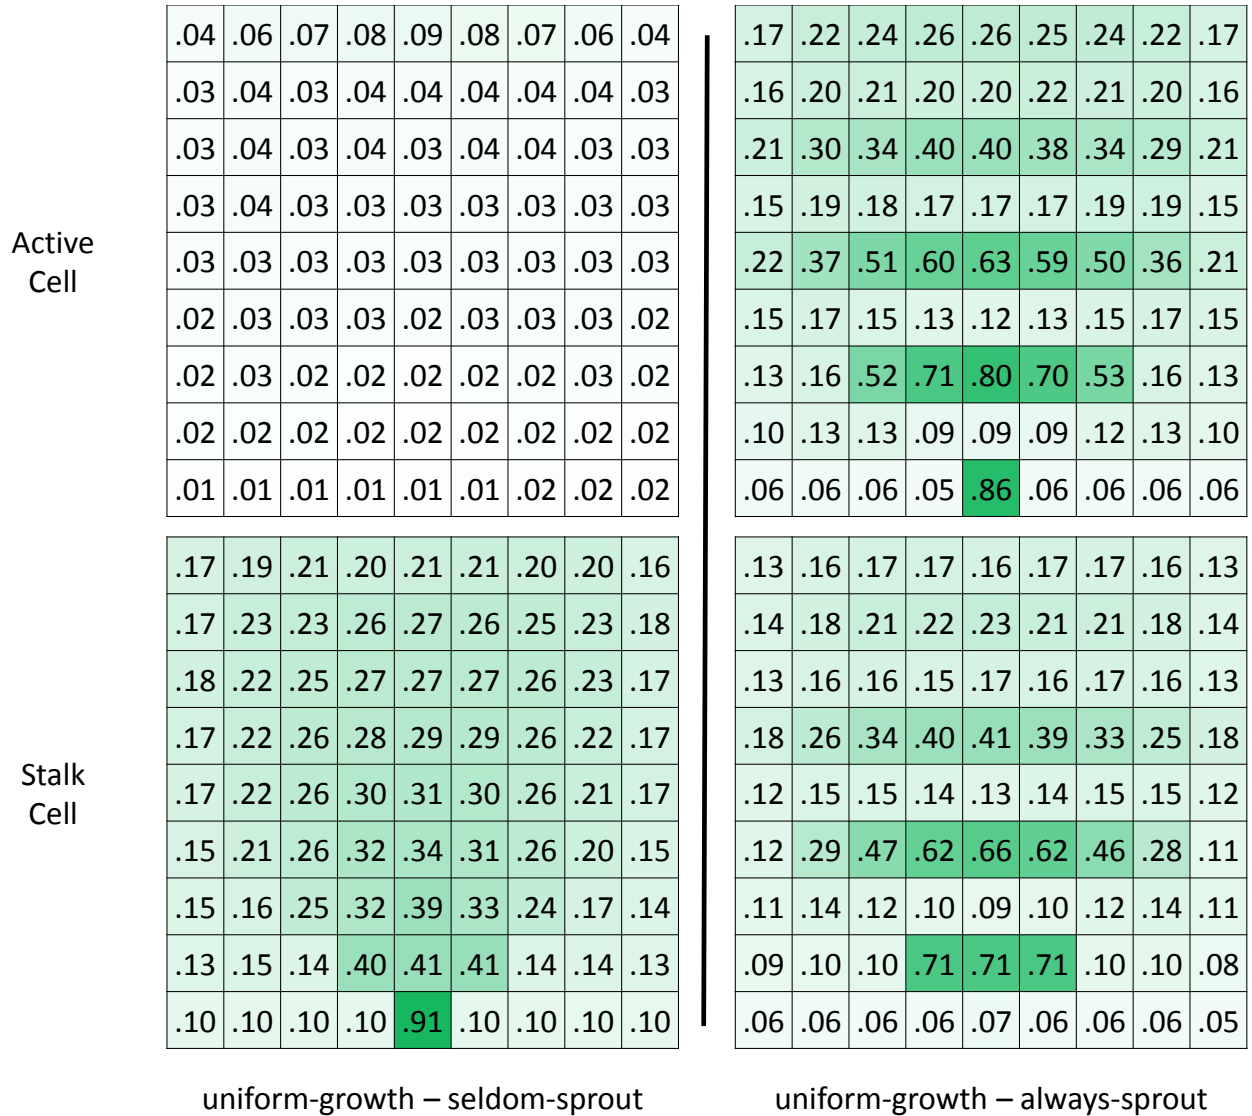 .04 .06 .07 .08 .09 .08 .07 .06 .04 .17 .22 .24 .26 .26 .25 .24 .22 .17
.03 .04 .03 .04 .04 .04 .04 .04 .03 .16 .20 .21 .20 .20 .22 .21 .20 .16
.03 .04 .03 .04 .03 .04 .04 .03 .03 .21 .30 .34 .40 .40 .38 .34 .29 .21
.03 .04 .03 .03 .03 .03 .03 .03 .03 .15 .19 .18 .17 .17 .17 .19 .19 .15
Active
Cell
.03 .03 .03 .03 .03 .03 .03 .03 .03 .22 .37 .51 .60 .63 .59 .50 .36 .21
.02 .03 .03 .03 .02 .03 .03 .03 .02 .15 .17 .15 .13 .12 .13 .15 .17 .15
.02 .03 .02 .02 .02 .02 .02 .03 .02 .13 .16 .52 .71 .80 .70 .53 .16 .13
.02 .02 .02 .02 .02 .02 .02 .02 .02 .10 .13 .13 .09 .09 .09 .12 .13 .10
.01 .01 .01 .01 .01 .01 .02 .02 .02 .06 .06 .06 .05 .86 .06 .06 .06 .06
.17 .19 .21 .20 .21 .21 .20 .20 .16 .13 .16 .17 .17 .16 .17 .17 .16 .13
.17 .23 .23 .26 .27 .26 .25 .23 .18 .14 .18 .21 .22 .23 .21 .21 .18 .14
.18 .22 .25 .27 .27 .27 .26 .23 .17 .13 .16 .16 .15 .17 .16 .17 .16 .13
.17 .22 .26 .28 .29 .29 .26 .22 .17 .18 .26 .34 .40 .41 .39 .33 .25 .18
Stalk
Cell
.17 .22 .26 .30 .31 .30 .26 .21 .17 .12 .15 .15 .14 .13 .14 .15 .15 .12
.15 .21 .26 .32 .34 .31 .26 .20 .15 .12 .29 .47 .62 .66 .62 .46 .28 .11
.15 .16 .25 .32 .39 .33 .24 .17 .14 .11 .14 .12 .10 .09 .10 .12 .14 .11
.13 .15 .14 .40 .41 .41 .14 .14 .13 .09 .10 .10 .71 .71 .71 .10 .10 .08
.10 .10 .10 .10 .91 .10 .10 .10 .10 .06 .06 .06 .06 .07 .06 .06 .06 .05
uniform-growth – seldom-sprout uniform-growth – always-sprout